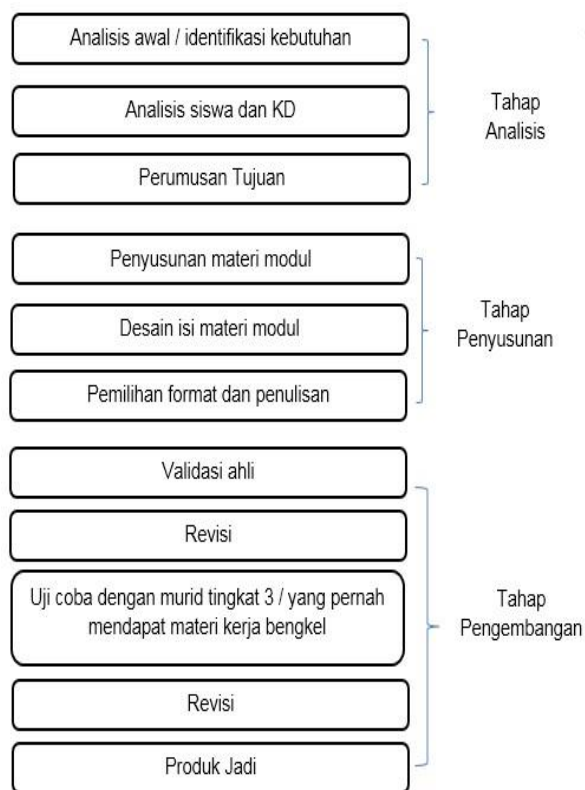 Analisis awal / identifikasi kebutuhan
Analisis siswa dan KD
Perumusan Tujuan
Tahap
Analisis
Penyusunan materi modul
Desain isi materi modul
Pemilihan format dan penulisan
Tahap
Penyusunan
Validasi ahli
Revisi
Uji coba dengan murid tingkat 3 / yang pernah
mendapat materi kerja bengkel
Revisi
Produk Jadi
Tahap
Pengembangan